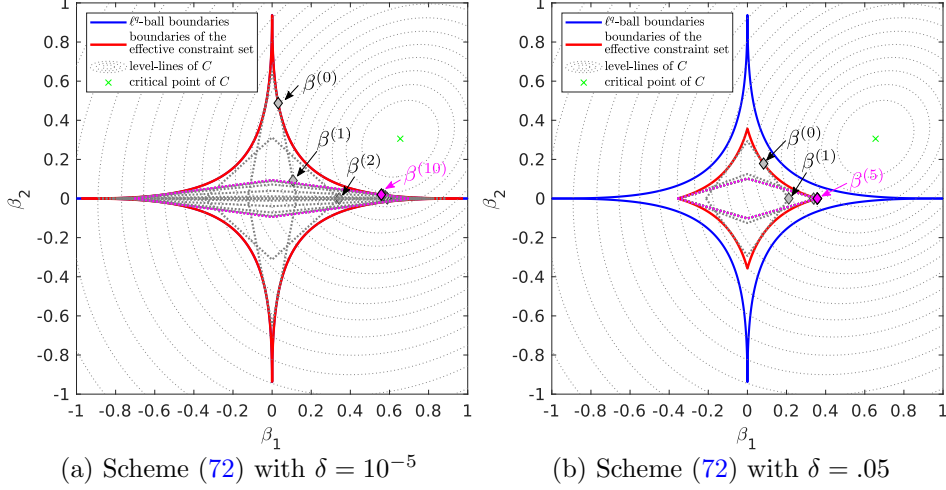 ℓ^q-ball boundaries
boundaries of the
effective constraint set
level-lines of C
critical point of C
β^(0)
β^(1)
β^(2)
β^(10)
1
0.8
0.6
0.4
0.2
0
-0.2
-0.4
-0.6
-0.8
-1
β_2
-1 -0.8 -0.6 -0.4 -0.2 0 0.2 0.4 0.6 0.8 1
β_1
(a) Scheme (72) with δ = 10^−5
ℓ^q-ball boundaries
boundaries of the
effective constraint set
level-lines of C
critical point of C
β^(0)
β^(1)
β^(5)
1
0.8
0.6
0.4
0.2
0
-0.2
-0.4
-0.6
-0.8
-1
β_2
-1 -0.8 -0.6 -0.4 -0.2 0 0.2 0.4 0.6 0.8 1
β_1
(b) Scheme (72) with δ = .05